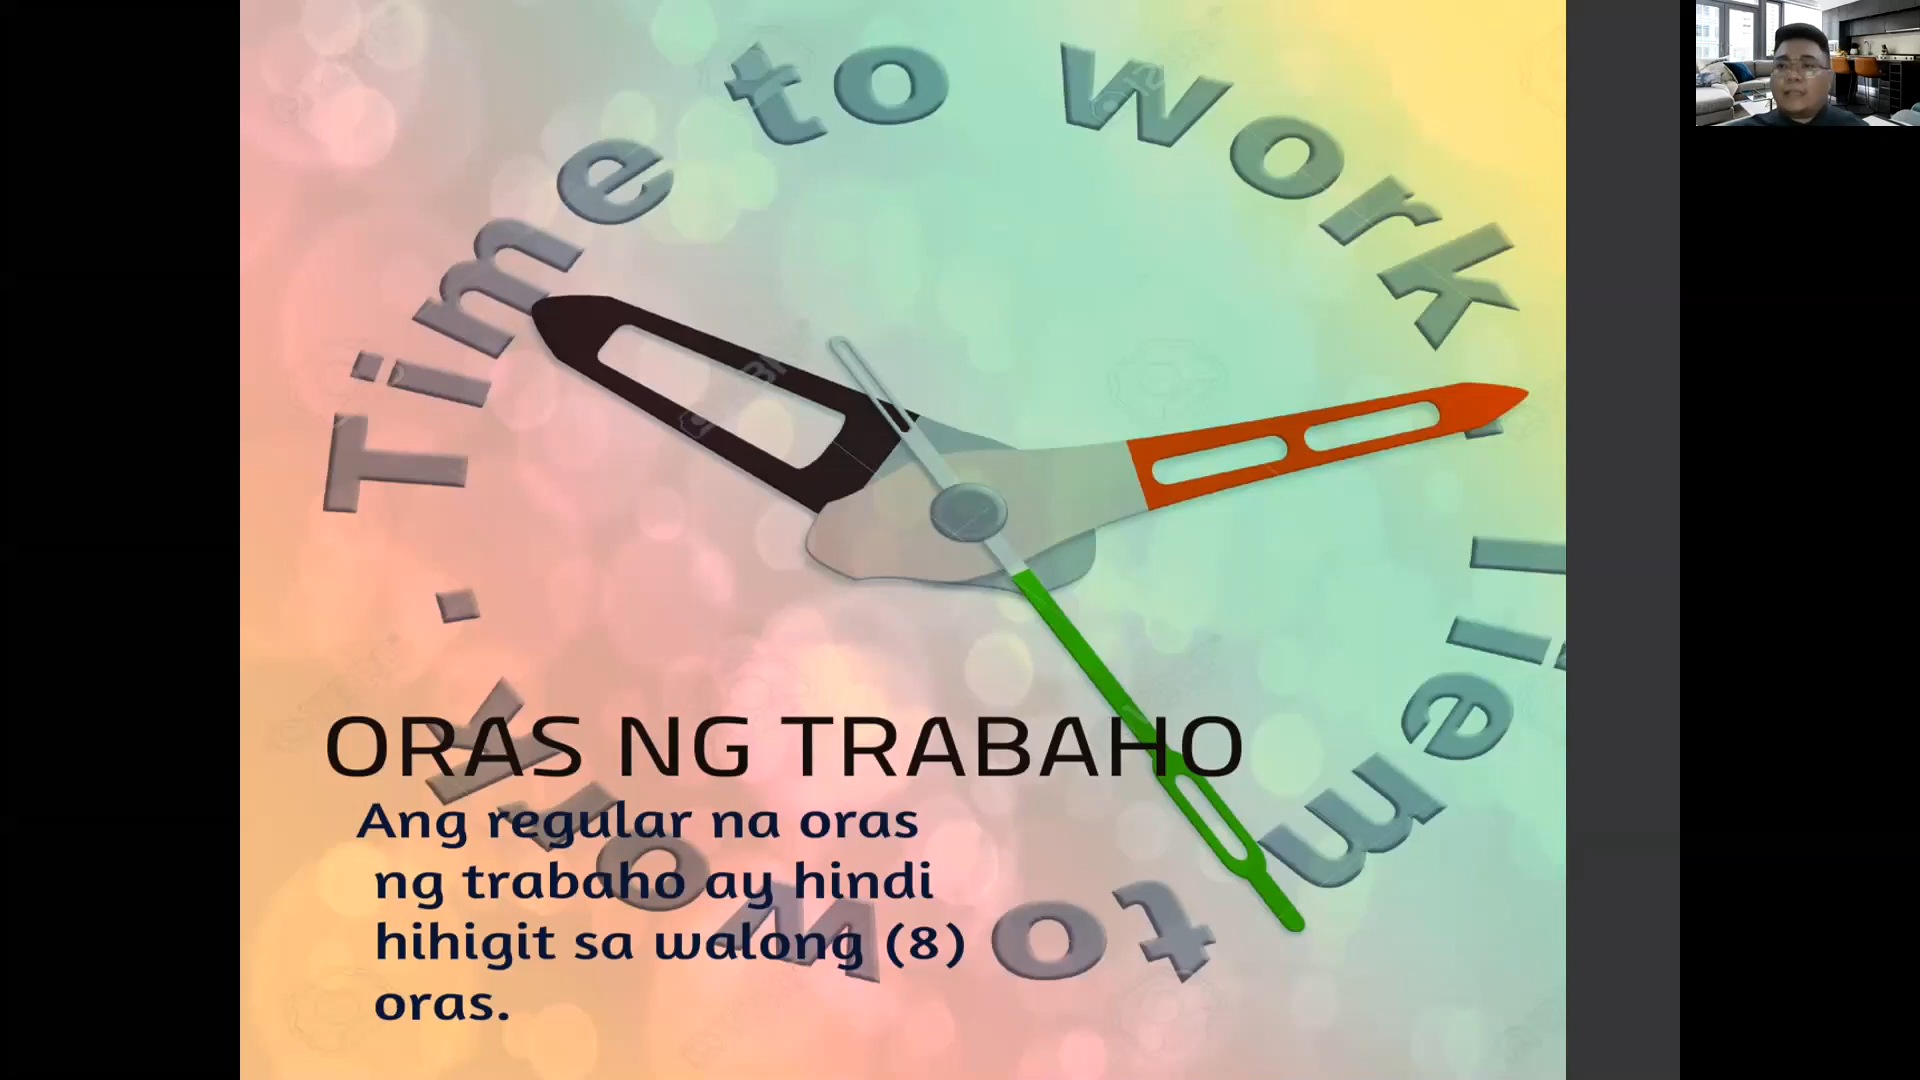 Time to work
Time to work.
ORAS NG TRABAHO
Ang regular na oras
ng trabaho ay hindi
hihigit sa walong (8)
oras.